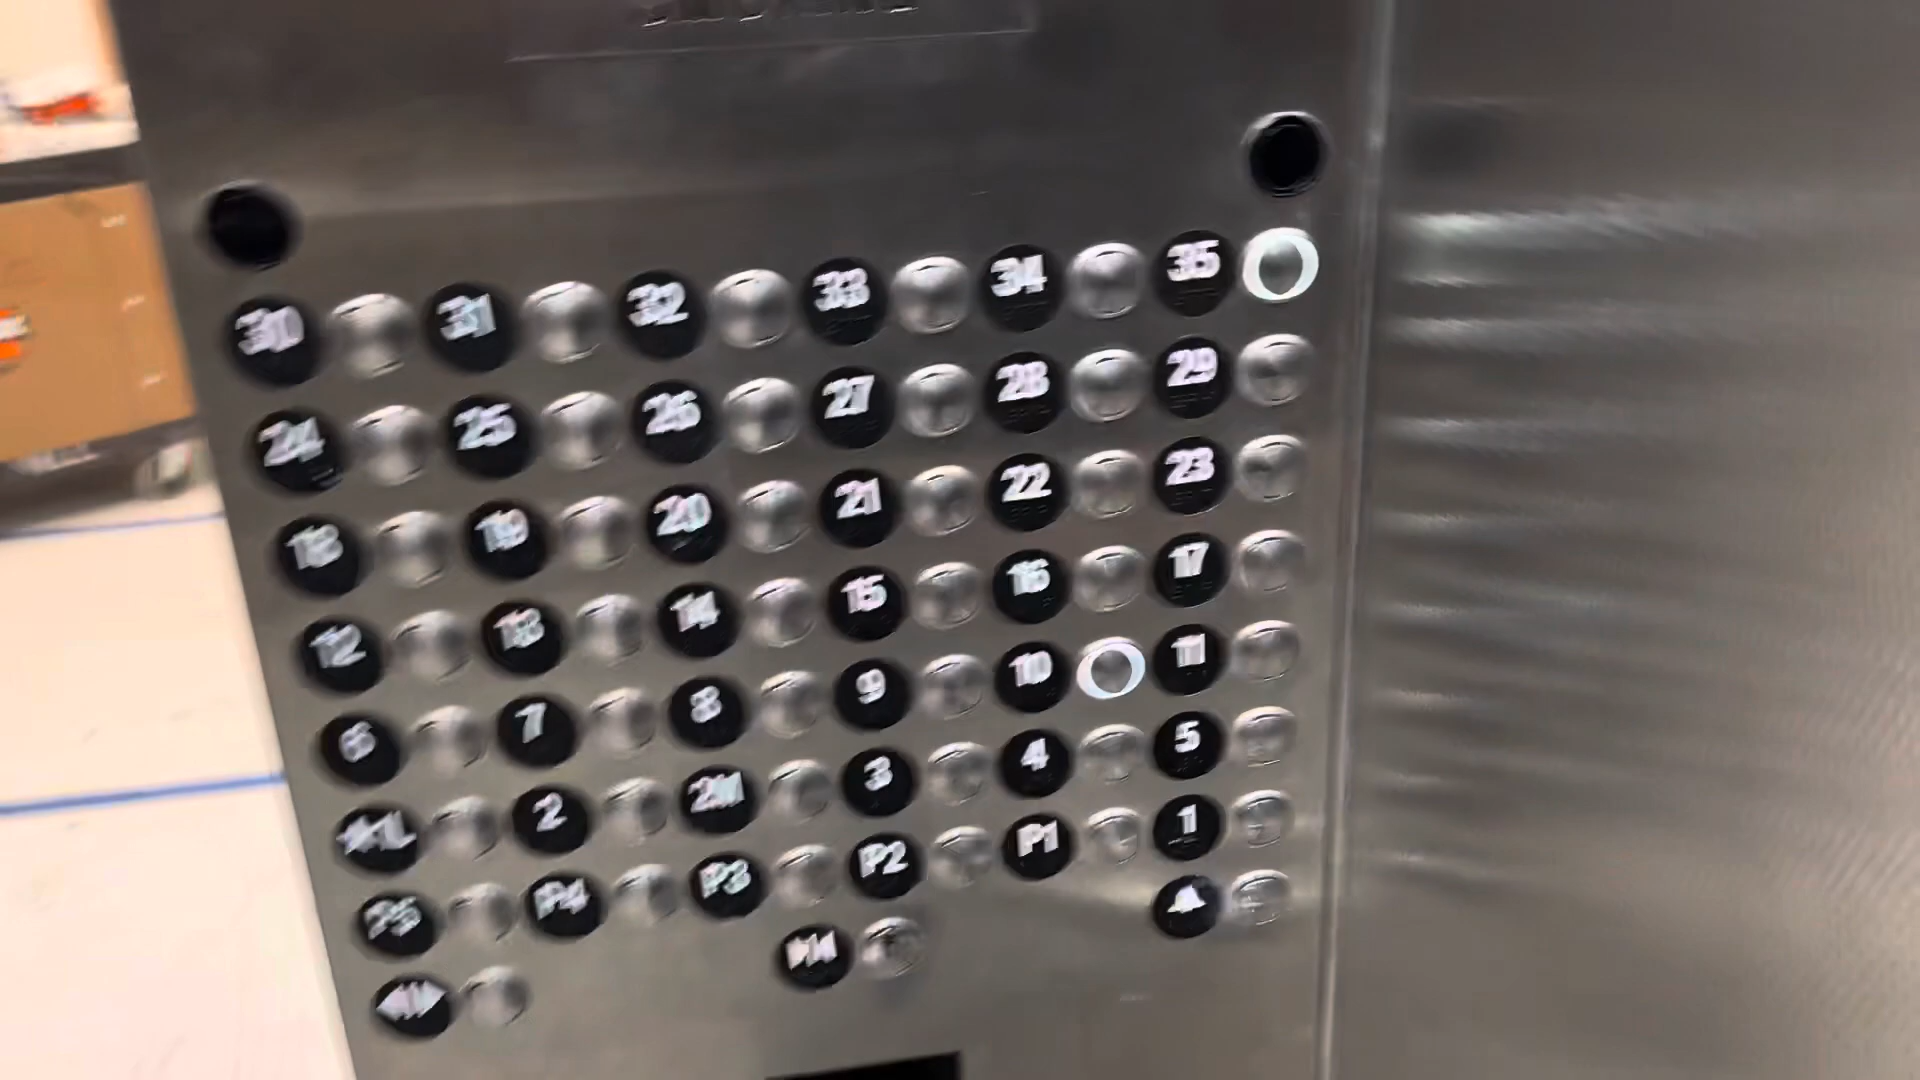 30 31 32 33 34 35
24 25 26 27 28 29
18 19 20 21 22 23
12 13 14 15 16 17
6 7 8 9 10 11
★1L 2 2M 3 4 5
P5 P4 P3 P2 P1 1